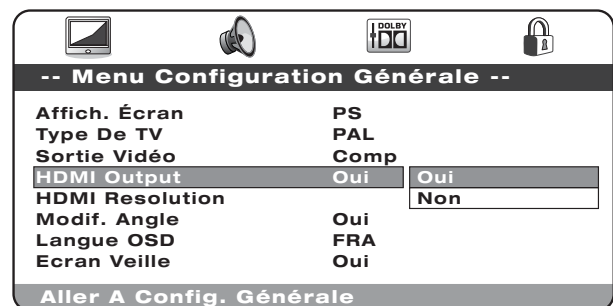 DOLBY
-- Menu Configuration Générale --
Affich. Écran PS
Type De TV PAL
Sortie Vidéo Comp
HDMI Output Oui Oui
HDMI Resolution Non
Modif. Angle Oui
Langue OSD FRA
Ecran Veille Oui
Aller A Config. Générale